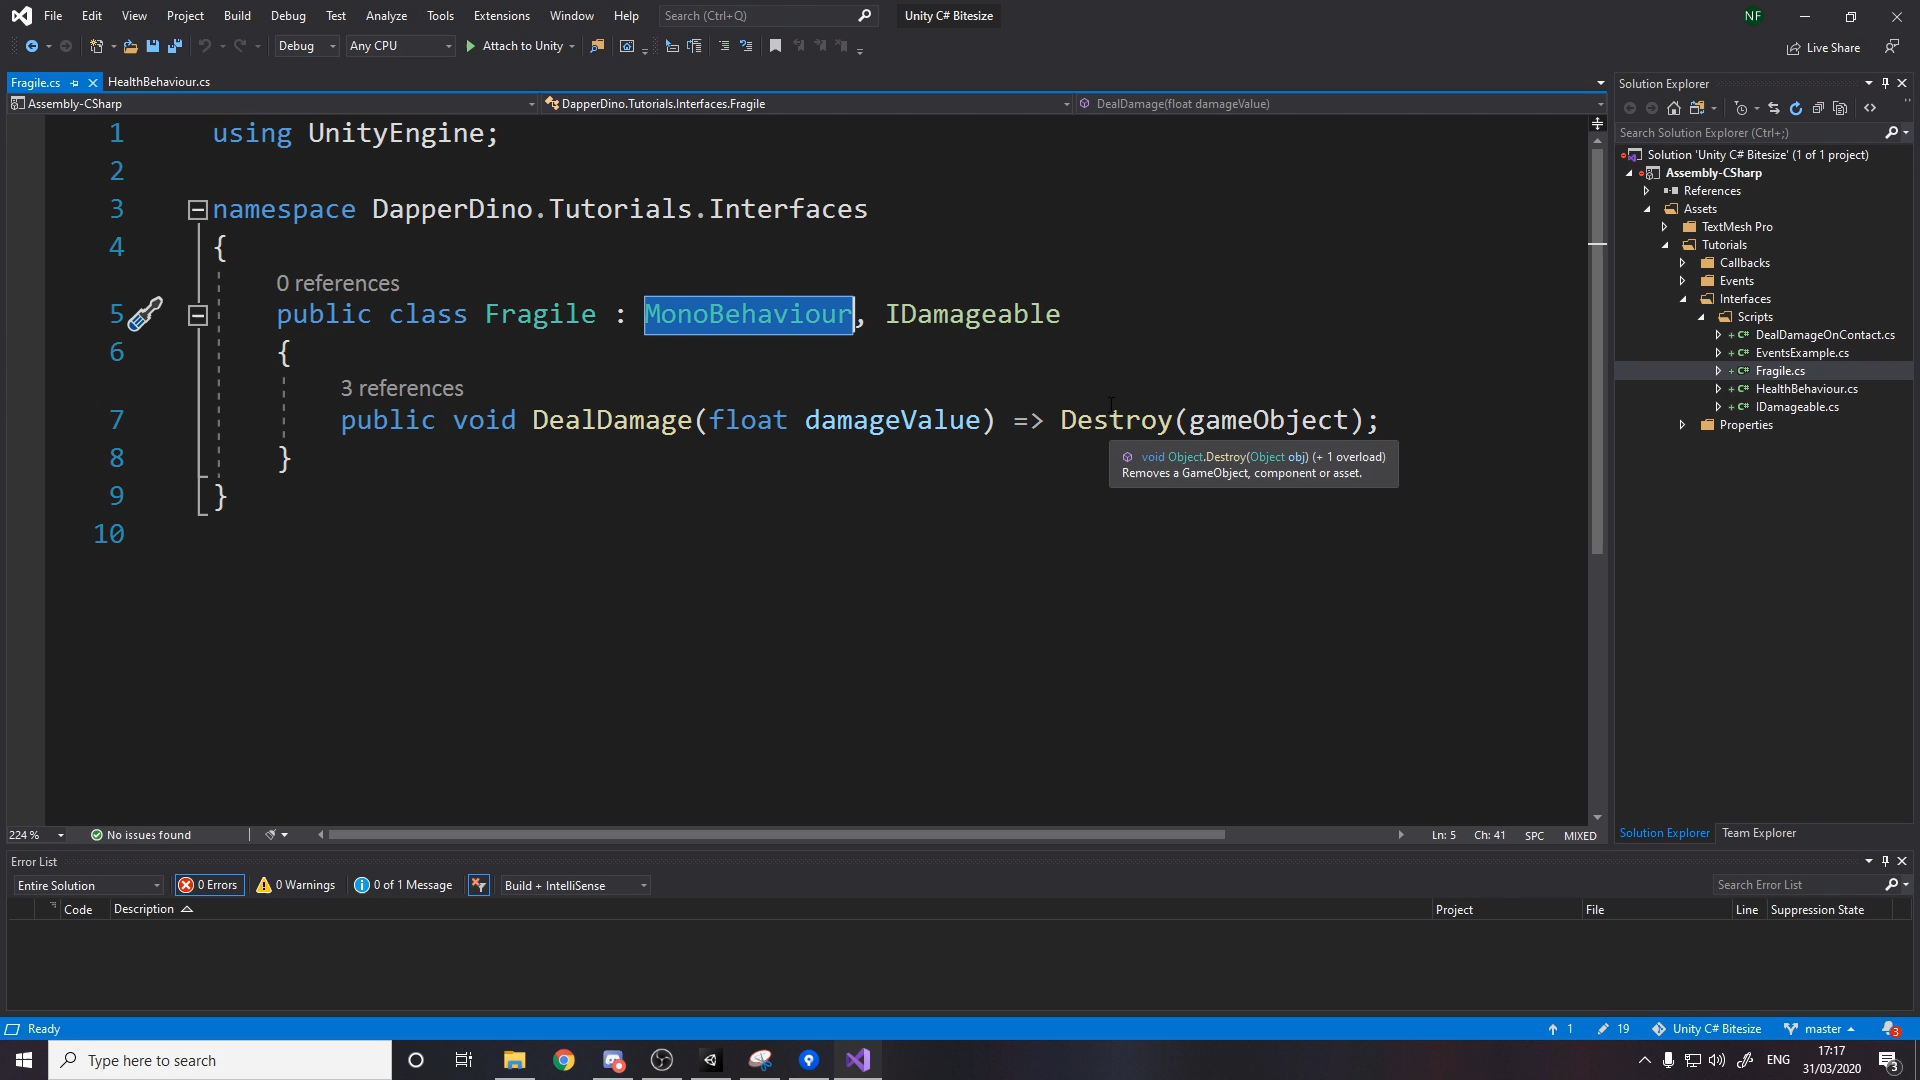 File Edit View Project Build Debug Test Analyze Tools Extensions Window Help Search (Ctrl+Q) Unity C# Bitesize NF
Debug Any CPU Attach to Unity Live Share
Fragile.cs HealthBehaviour.cs
Assembly-CSharp DapperDino.Tutorials.Interfaces.Fragile DealDamage(float damageValue)
1 using UnityEngine;
2
3 namespace DapperDino.Tutorials.Interfaces
4 {
0 references
5 public class Fragile : MonoBehaviour, IDamageable
6 {
3 references
7 public void DealDamage(float damageValue) => Destroy(gameObject);
8 }
9 }
10
void Object.Destroy(Object obj) (+ 1 overload)
Removes a GameObject, component or asset.
224 % No issues found Ln: 5 Ch: 41 SPC MIXED
Solution Explorer
Search Solution Explorer (Ctrl+;)
Solution 'Unity C# Bitesize' (1 of 1 project)
Assembly-CSharp
References
Assets
TextMesh Pro
Tutorials
Callbacks
Events
Interfaces
Scripts
+ C# DealDamageOnContact.cs
+ C# EventsExample.cs
+ C# Fragile.cs
+ C# HealthBehaviour.cs
+ C# IDamageable.cs
Properties
Solution Explorer Team Explorer
Error List
Entire Solution 0 Errors 0 Warnings 0 of 1 Message Build + IntelliSense Search Error List
Code Description Project File Line Suppression State
Ready 1 19 Unity C# Bitesize master 3
Type here to search ENG 17:17
31/03/2020 3